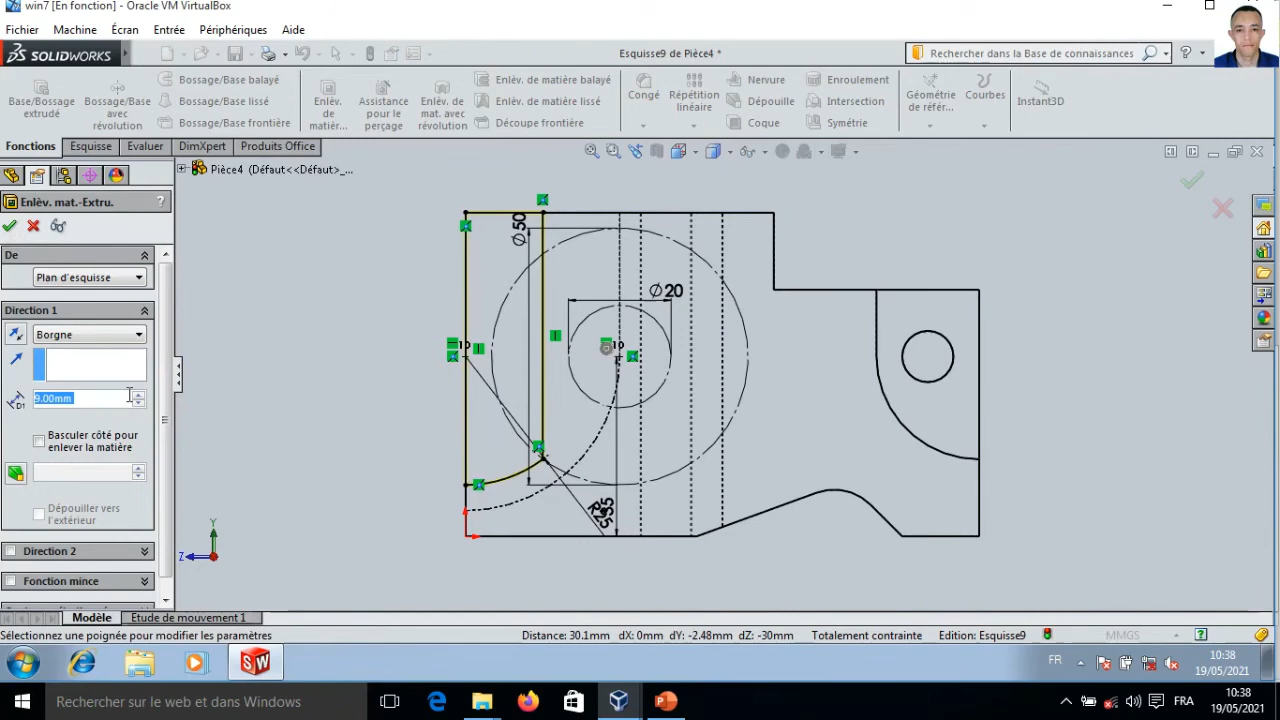 win7 [En fonction] - Oracle VM VirtualBox
Fichier Machine Écran Entrée Périphériques Aide
SOLIDWORKS
Esquisse9 de Pièce4 *
Rechercher dans la Base de connaissances
?
Base/Bossage extrudé
Bossage/Base avec révolution
Bossage/Base balayé
Bossage/Base lissé
Bossage/Base frontière
Enlèv. de matièr...
Assistance pour le perçage
Enlèv. de mat. avec révolution
Enlèv. de matière balayé
Enlèv. de matière lissé
Découpe frontière
Congé
Répétition linéaire
Nervure
Dépouille
Coque
Enroulement
Intersection
Symétrie
Géométrie de référ...
Courbes
Instant3D
Fonctions Esquisse Evaluer DimXpert Produits Office
Pièce4 (Défaut<<Défaut>_...
Enlèv. mat.-Extru. ?
De
Plan d'esquisse
Direction 1
Borgne
D1
9.00mm
Basculer côté pour
enlever la matière
Dépouiller vers
l'extérieur
Direction 2
Fonction mince
∅50
∅20
35
Y
Z
Modèle Etude de mouvement 1
Sélectionnez une poignée pour modifier les paramètres
Distance: 30.1mm dX: 0mm dY: -2.48mm dZ: -30mm
Totalement contrainte
Edition: Esquisse9
MMGS
?
FR
10:38
19/05/2021
Rechercher sur le web et dans Windows
FRA
10:38
19/05/2021